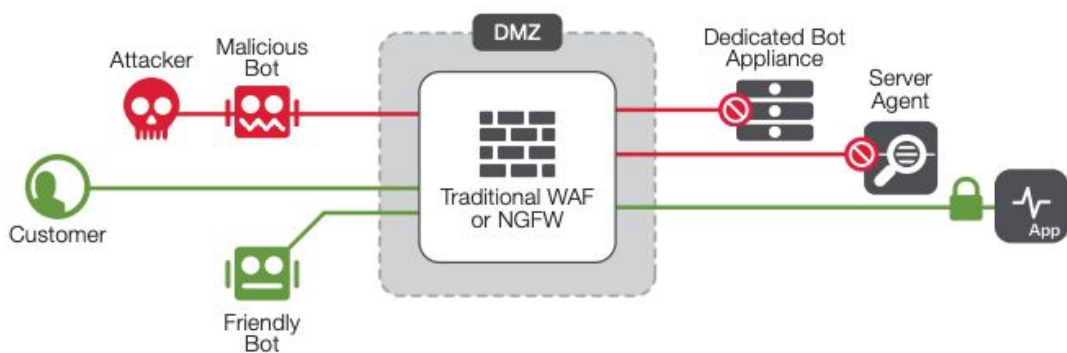 DMZ
Attacker
Malicious
Bot
Dedicated Bot
Appliance
Server
Agent
Traditional WAF
or NGFW
Customer
Friendly
Bot
App